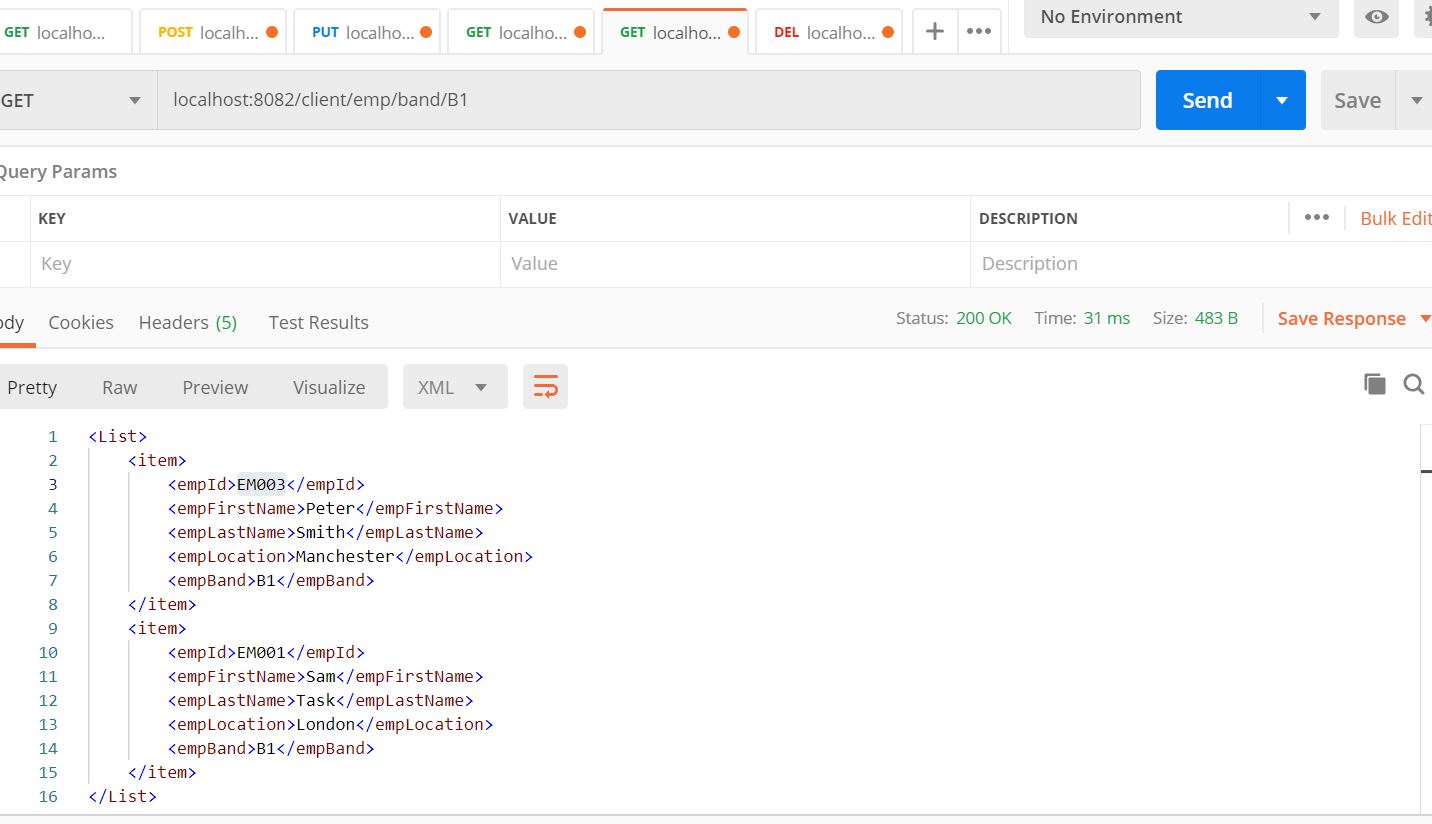 GET localho...
POST localh...
PUT localho...
GET localho...
GET localho...
DEL localho...
No Environment
GET
localhost:8082/client/emp/band/B1
Send
Save
Query Params
KEY VALUE DESCRIPTION
Bulk Edit
Key Value Description
ody Cookies Headers (5) Test Results
Status: 200 OK Time: 31 ms Size: 483 B Save Response
Pretty Raw Preview Visualize XML
1 <List>
2 <item>
3 <empId>EM003</empId>
4 <empFirstName>Peter</empFirstName>
5 <empLastName>Smith</empLastName>
6 <empLocation>Manchester</empLocation>
7 <empBand>B1</empBand>
8 </item>
9 <item>
10 <empId>EM001</empId>
11 <empFirstName>Sam</empFirstName>
12 <empLastName>Task</empLastName>
13 <empLocation>London</empLocation>
14 <empBand>B1</empBand>
15 </item>
16 </List>